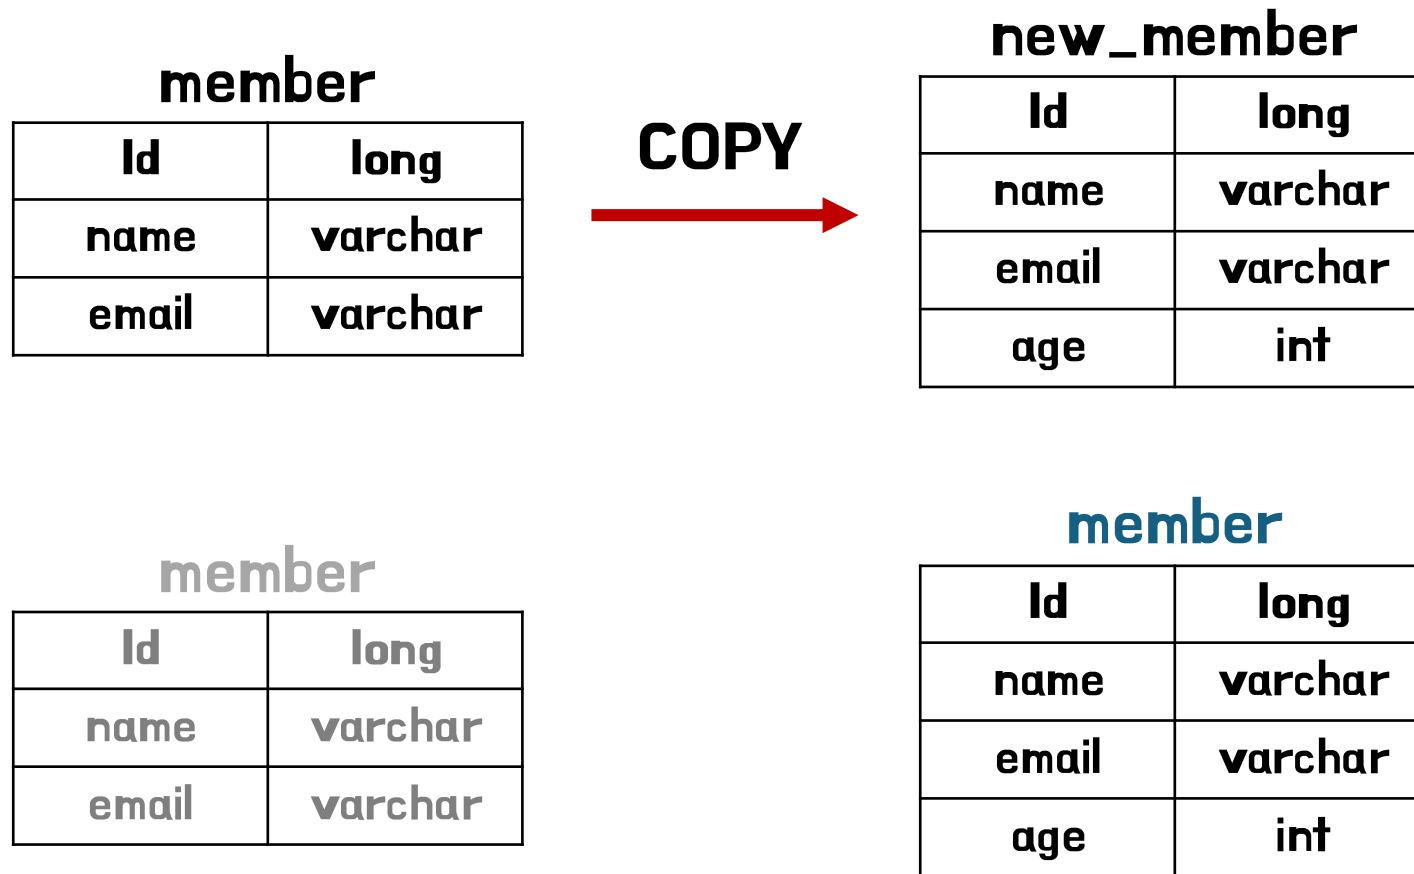 member
Id long
name varchar
email varchar
COPY
new_member
Id long
name varchar
email varchar
age int
member
Id long
name varchar
email varchar
member
Id long
name varchar
email varchar
age int